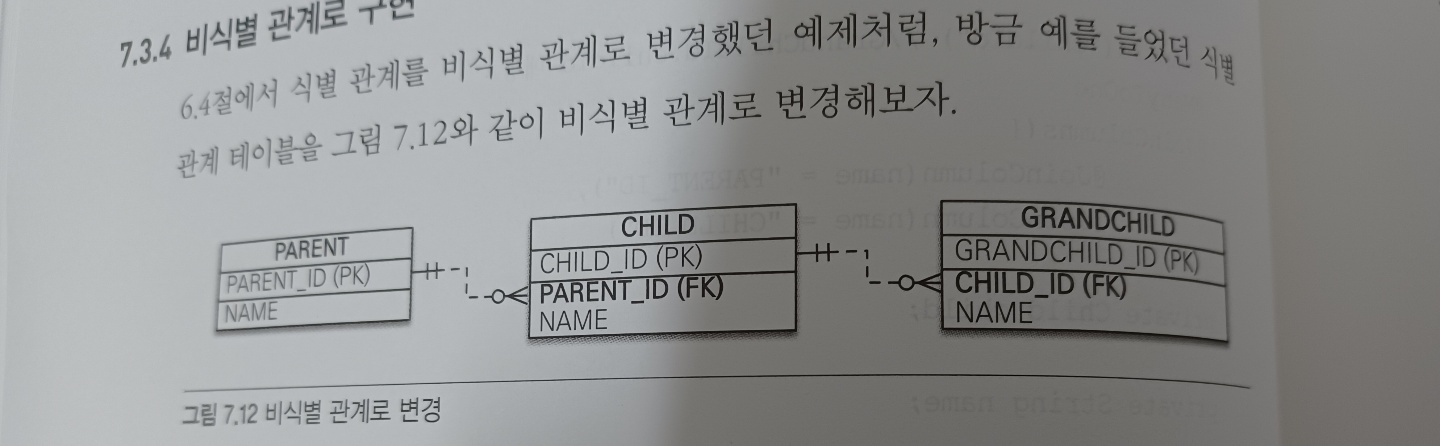 7.3.4 비식별 관계로 구현
6.4절에서 식별 관계를 비식별 관계로 변경했던 예제처럼, 방금 예를 들었던 식별
관계 테이블을 그림 7.12와 같이 비식별 관계로 변경해보자.
PARENT
PARENT_ID (PK)
NAME
CHILD
CHILD_ID (PK)
PARENT_ID (FK)
NAME
GRANDCHILD
GRANDCHILD_ID (PK)
CHILD_ID (FK)
NAME
그림 7.12 비식별 관계로 변경